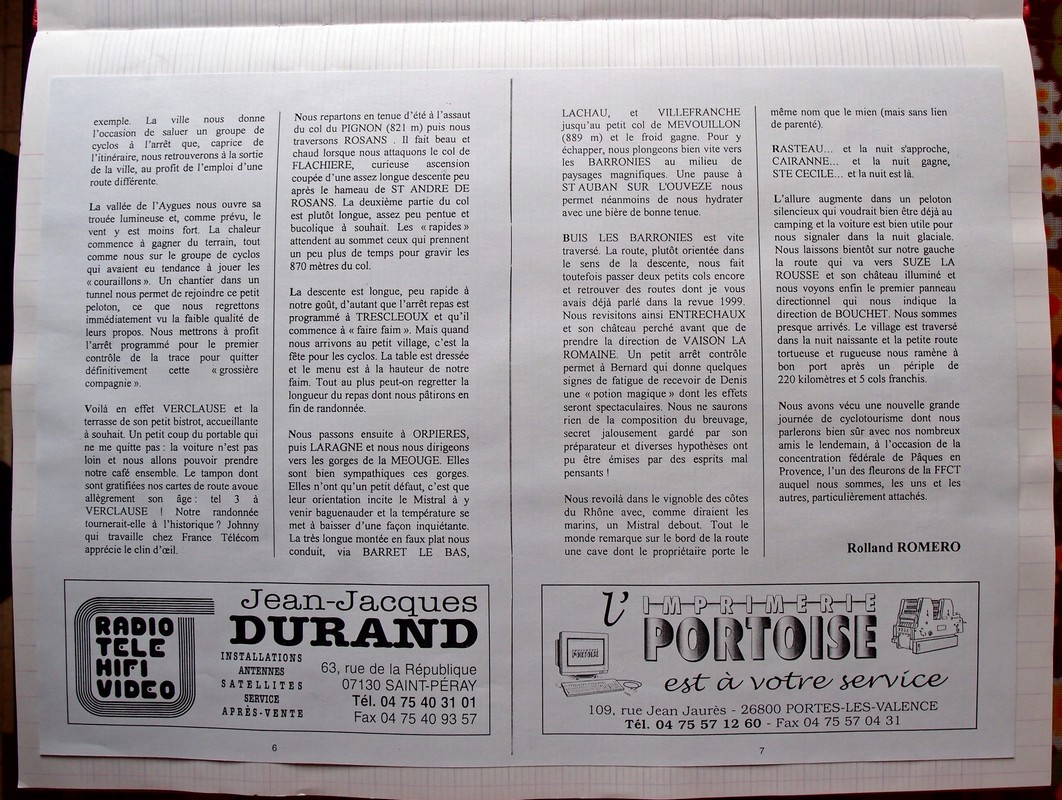 exemple. La ville nous donne
l'occasion de saluer un groupe de
cyclos à l'arrêt que, caprice de
l'itinéraire, nous retrouverons à la sortie
de la ville, au profit de l'emploi d'une
route différente.
La vallée de l'Aygues nous ouvre sa
trouée lumineuse et, comme prévu, le
vent y est moins fort. La chaleur
commence à gagner du terrain, tout
comme nous sur le groupe de cyclos
qui avaient eu tendance à jouer les
« couraillons ». Un chantier dans un
tunnel nous permet de rejoindre ce petit
peloton, ce que nous regrettons
immédiatement vu la faible qualité de
leurs propos. Nous mettrons à profit
l'arrêt programmé pour le premier
contrôle de la trace pour quitter
définitivement cette « grossière
compagnie ».
Voilà en effet VERCLAUSE et la
terrasse de son petit bistrot, accueillante
à souhait. Un petit coup du portable qui
ne me quitte pas : la voiture n'est pas
loin et nous allons pouvoir prendre
notre café ensemble. Le tampon dont
sont gratifiées nos cartes de route avoue
allègrement son âge : tel 3 à
VERCLAUSE ! Notre randonnée
tournerait-elle à l'historique ? Johnny
qui travaille chez France Télécom
apprécie le clin d'œil.
Nous repartons en tenue d'été à l'assaut
du col du PIGNON (821 m) puis nous
traversons ROSANS . Il fait beau et
chaud lorsque nous attaquons le col de
FLACHIERE, curieuse ascension
coupée d'une assez longue descente peu
après le hameau de ST ANDRE DE
ROSANS. La deuxième partie du col
est plutôt longue, assez peu pentue et
bucolique à souhait. Les « rapides »
attendent au sommet ceux qui prennent
un peu plus de temps pour gravir les
870 mètres du col.
La descente est longue, peu rapide à
notre goût, d'autant que l'arrêt repas est
programmé à TRESCLEOUX et qu'il
commence à « faire faim ». Mais quand
nous arrivons au petit village, c'est la
fête pour les cyclos. La table est dressée
et le menu est à la hauteur de notre
faim. Tout au plus peut-on regretter la
longueur du repas dont nous pâtirons en
fin de randonnée.
Nous passons ensuite à ORPIERES,
puis LARAGNE et nous nous dirigeons
vers les gorges de la MEOUGE. Elles
sont bien sympathiques ces gorges
Elles n'ont qu'un petit défaut, c'est que
leur orientation incite le Mistral à y
venir baguenauder et la température se
met à baisser d'une façon inquiétante.
La très longue montée en faux plat nous
conduit, via BARRET LE BAS,
RADIO
TELE
HIFI
VIDEO
Jean-Jacques
DURAND
INSTALLATIONS
ANTENNES
SATELLITES
SERVICE
APRÈS-VENTE
63, rue de la République
07130 SAINT-PÉRAY
Tél. 04 75 40 31 01
Fax 04 75 40 93 57
6
LACHAU, et VILLEFRANCHE
jusqu'au petit col de MEVOUILLON
(889 m) et le froid gagne. Pour y
échapper, nous plongeons bien vite vers
les BARRONIES au milieu de
paysages magnifiques. Une pause à
ST AUBAN SUR L'OUVEZE nous
permet néanmoins de nous hydrater
avec une bière de bonne tenue.
BUIS LES BARRONIES est vite
traversé. La route, plutôt orientée dans
le sens de la descente, nous fait
toutefois passer deux petits cols encore
et retrouver des routes dont je vous
avais déjà parlé dans la revue 1999.
Nous revisitons ainsi ENTRECHAUX
et son château perché avant que de
prendre la direction de VAISON LA
ROMAINE. Un petit arrêt contrôle
permet à Bernard qui donne quelques
signes de fatigue de recevoir de Denis
une « potion magique » dont les effets
seront spectaculaires. Nous ne saurons
rien de la composition du breuvage,
secret jalousement gardé par son
préparateur et diverses hypothèses ont
pu être émises par des esprits mal
pensants !
Nous revoilà dans le vignoble des côtes
du Rhône avec, comme diraient les
marins, un Mistral debout. Tout le
monde remarque sur le bord de la route
une cave dont le propriétaire porte le
même nom que le mien (mais sans lien
de parenté).
RASTEAU... et la nuit s'approche,
CAIRANNE... et la nuit gagne,
STE CECILE... et la nuit est là.
L'allure augmente dans un peloton
silencieux qui voudrait bien être déjà au
camping et la voiture est bien utile pour
nous signaler dans la nuit glaciale.
Nous laissons bientôt sur notre gauche
la route qui va vers SUZE LA
ROUSSE et son château illuminé et
nous voyons enfin le premier panneau
directionnel qui nous indique la
direction de BOUCHET. Nous sommes
presque arrivés. Le village est traversé
dans la nuit naissante et la petite route
tortueuse et rugueuse nous ramène à
bon port après un périple de
220 kilomètres et 5 cols franchis.
Nous avons vécu une nouvelle grande
journée de cyclotourisme dont nous
parlerons bien sûr avec nos nombreux
amis le lendemain, à l'occasion de la
concentration fédérale de Pâques en
Provence, l'un des fleurons de la FFCT
auquel nous sommes, les uns et les
autres, particulièrement attachés.
Rolland ROMERO
l'IMPRIMERIE
PORTOISE
est à votre service
109, rue Jean Jaurès - 26800 PORTES-LES-VALENCE
Tél. 04 75 57 12 60 - Fax 04 75 57 04 31
7